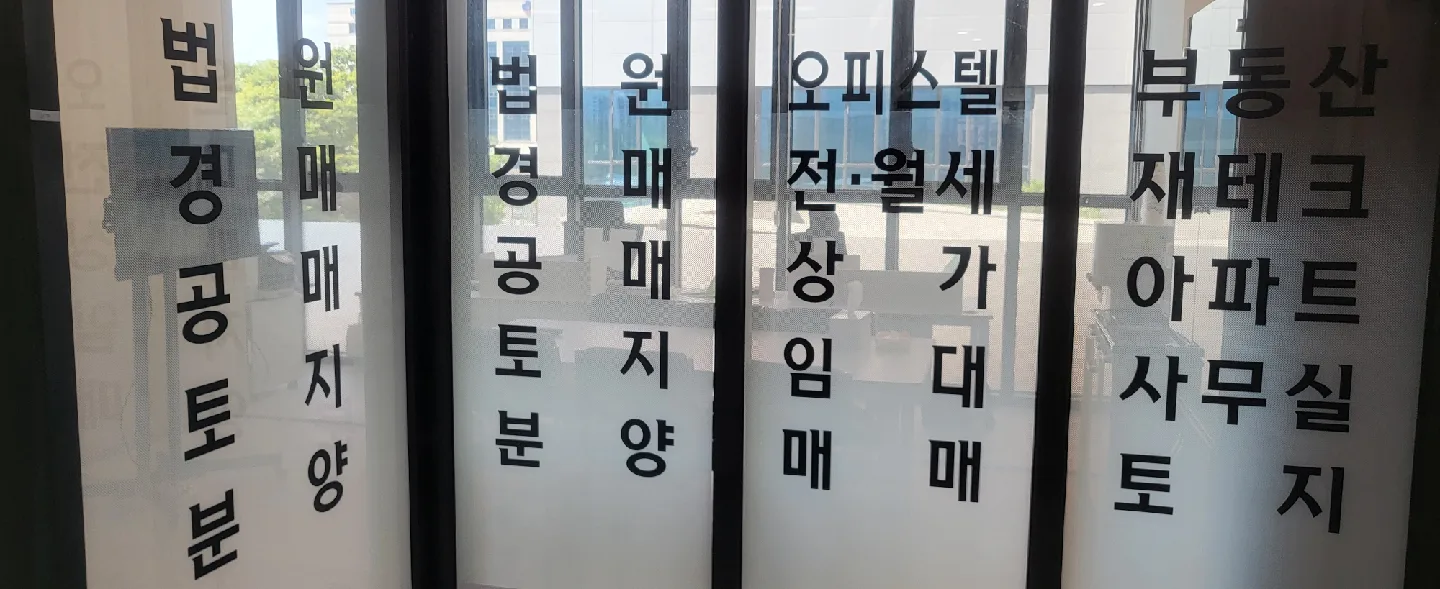 법 원
경 매
공 매
토 지
분 양
법 원
경 매
공 매
토 지
분 양
오피스텔
전·월세
상 가
임 대
매 매
부동산
재테크
아파트
사무실
토 지